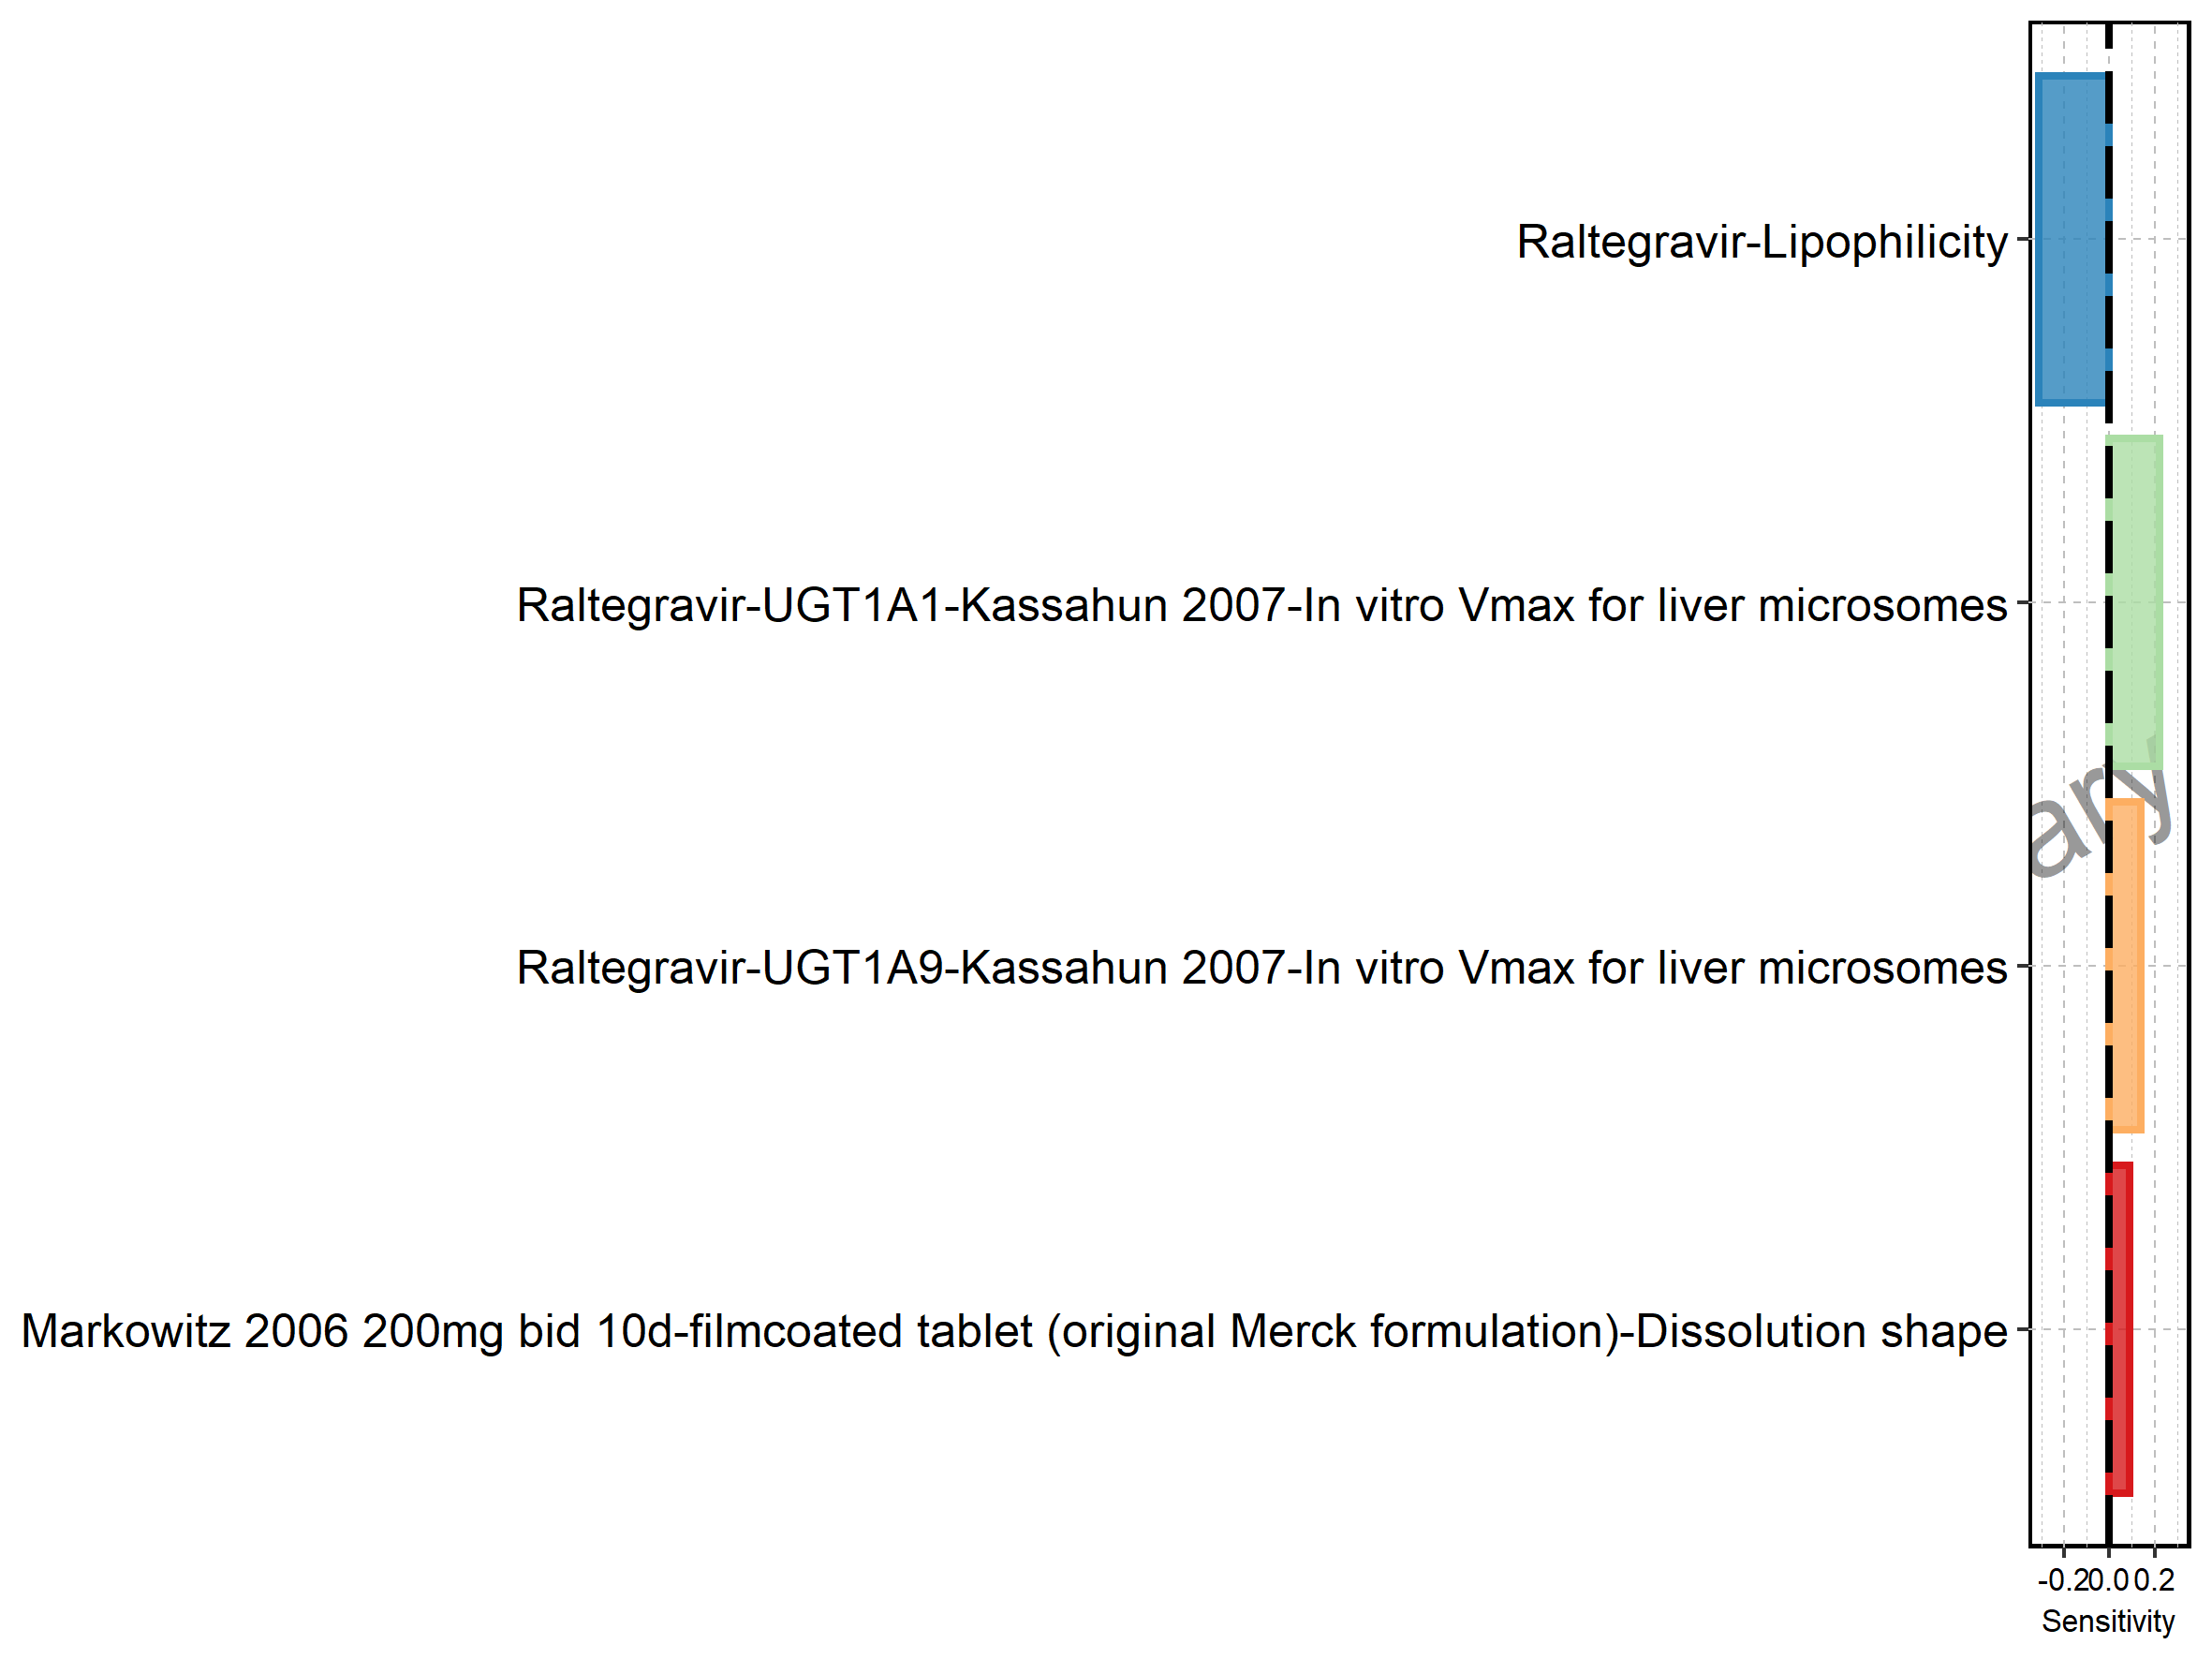 Raltegravir-Lipophilicity
Raltegravir-UGT1A1-Kassahun 2007-In vitro Vmax for liver microsomes
ary
Raltegravir-UGT1A9-Kassahun 2007-In vitro Vmax for liver microsomes
Markowitz 2006 200mg bid 10d-filmcoated tablet (original Merck formulation)-Dissolution shape
-0.2 0.0 0.2
Sensitivity